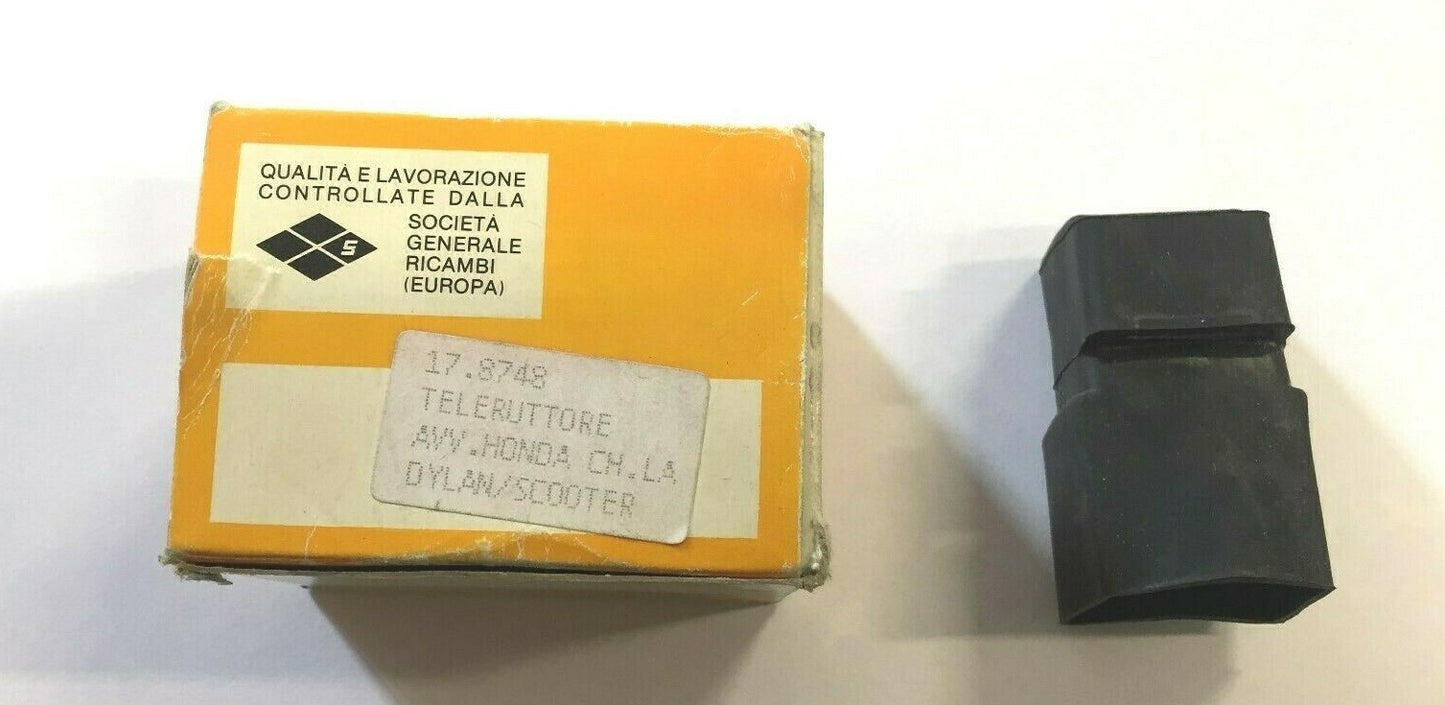 QUALITÀ E LAVORAZIONE
CONTROLLATE DALLA
SOCIETÀ
GENERALE
RICAMBI
(EUROPA)
S
17.8748
TELERUTTORE
AVV.HONDA CH.LA
DYLAN/SCOOTER